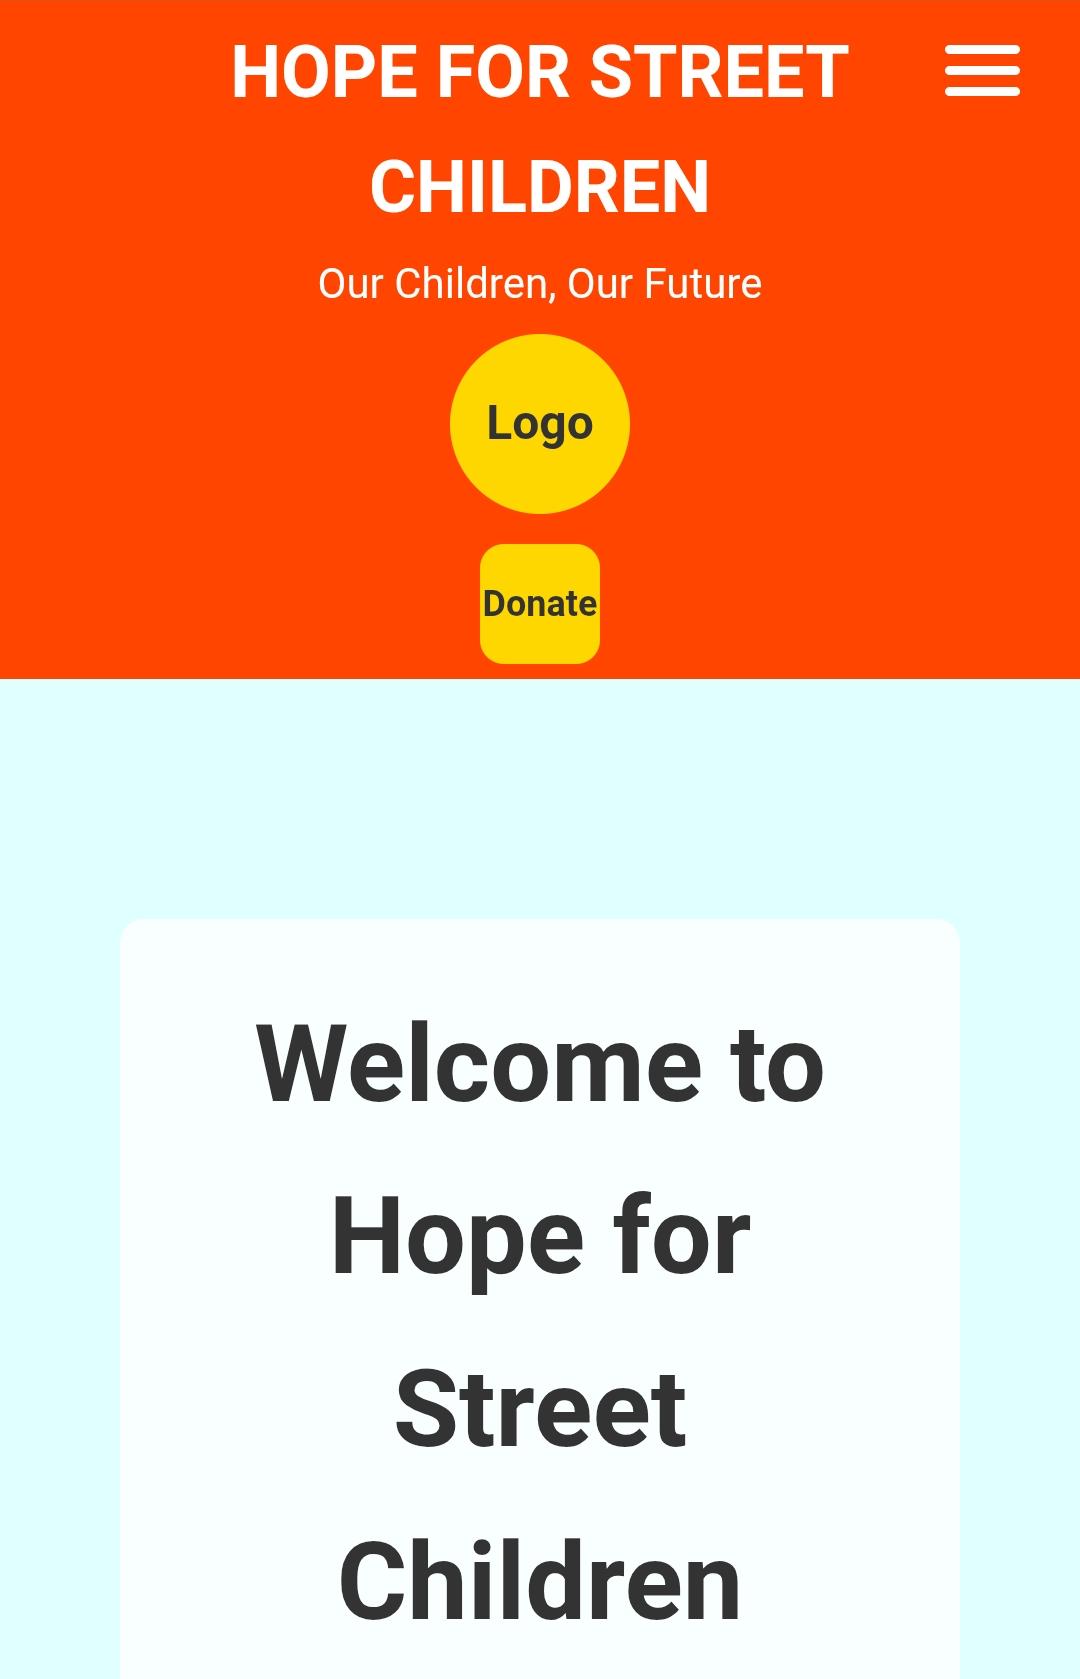 HOPE FOR STREET
CHILDREN
Our Children, Our Future
Logo
Donate
Welcome to
Hope for
Street
Children